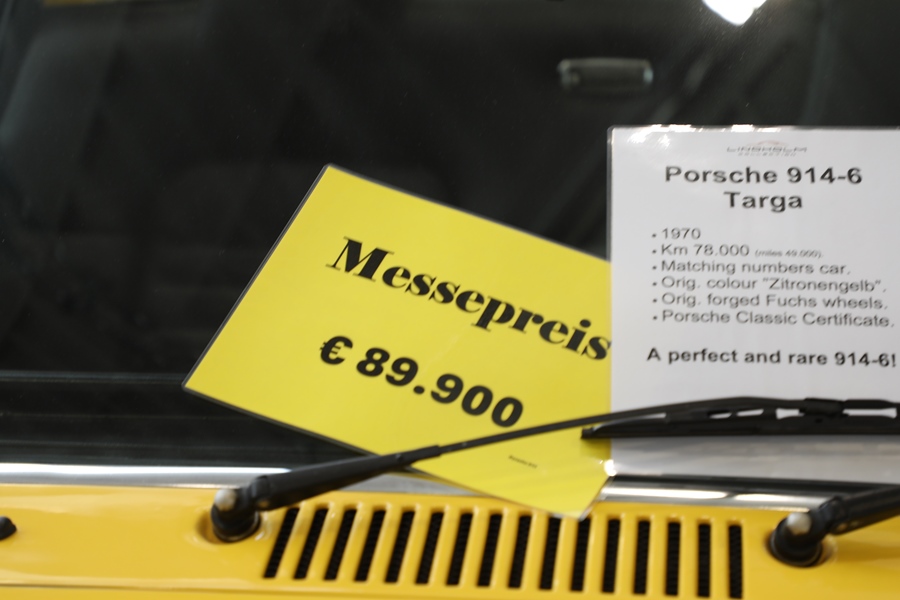 Messepreis
€ 89.900
LINDHOLM
Porsche 914-6
Targa
• 1970
• Km 78.000 (miles 49.000).
• Matching numbers car.
• Orig. colour "Zitronengelb".
• Orig. forged Fuchs wheels.
• Porsche Classic Certificate.
A perfect and rare 914-6!